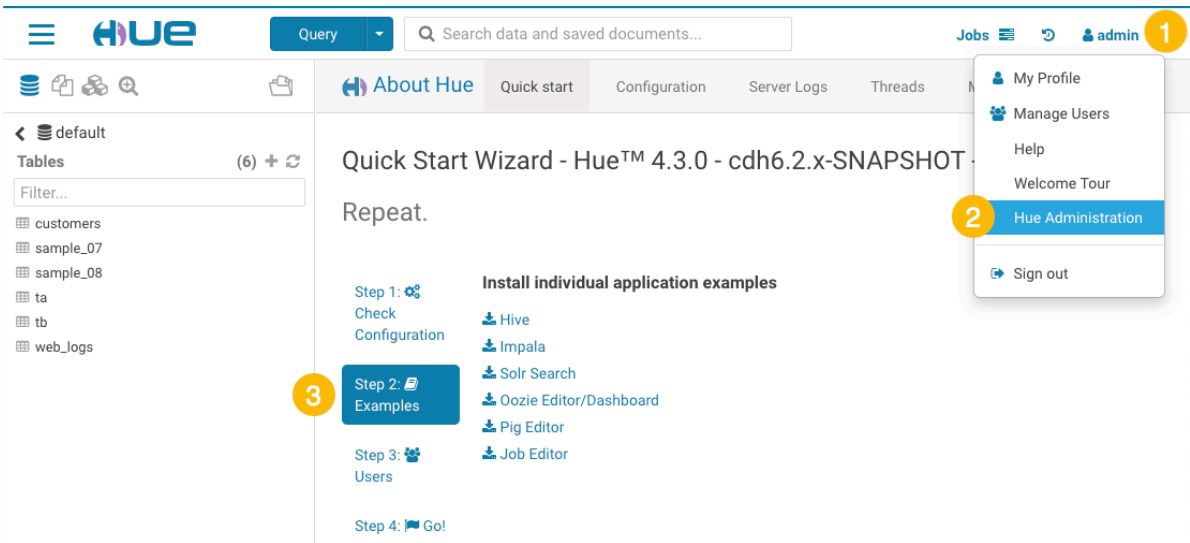 HUE
Query
Search data and saved documents...
Jobs
admin
1
My Profile
Manage Users
Help
Welcome Tour
2
Hue Administration
Sign out
default
Tables (6)
Filter...
customers
sample_07
sample_08
ta
tb
web_logs
About Hue
Quick start
Configuration
Server Logs
Threads
Quick Start Wizard - Hue™ 4.3.0 - cdh6.2.x-SNAPSHOT -
Repeat.
Step 1:
Check
Configuration
3
Step 2:
Examples
Step 3:
Users
Step 4: Go!
Install individual application examples
Hive
Impala
Solr Search
Oozie Editor/Dashboard
Pig Editor
Job Editor